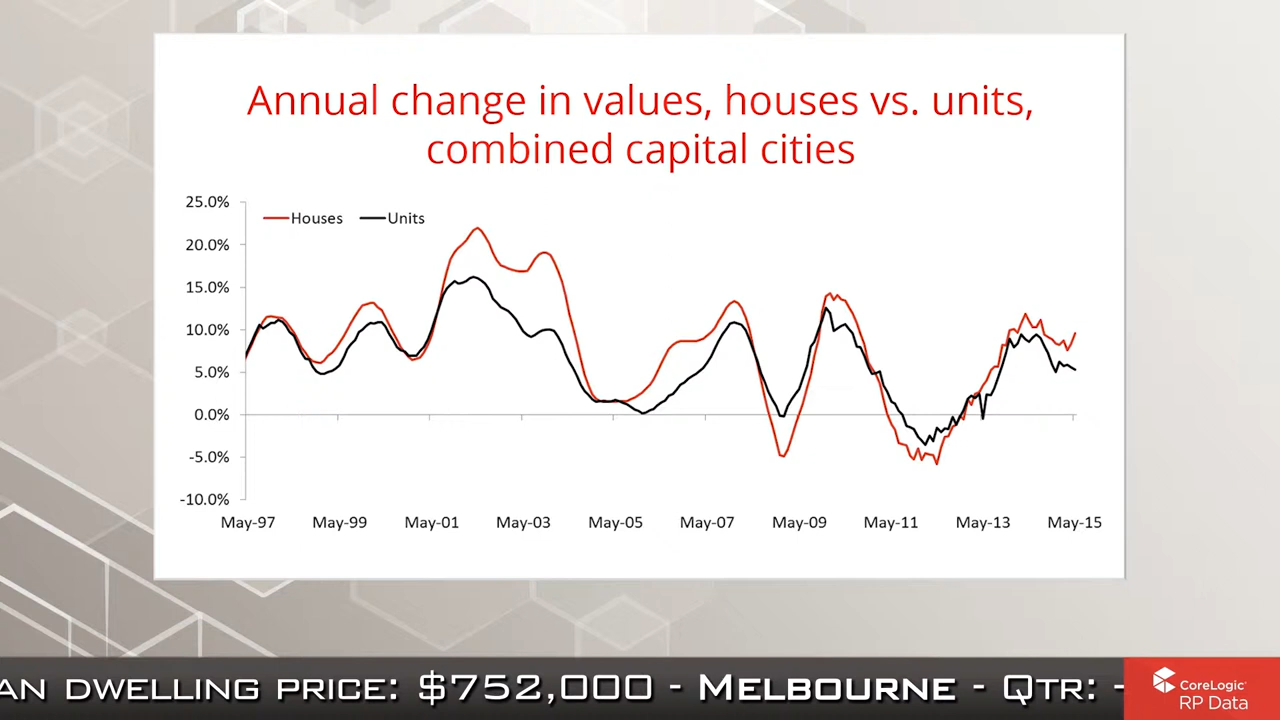 Annual change in values, houses vs. units,
combined capital cities
25.0%
Houses Units
20.0%
15.0%
10.0%
5.0%
0.0%
-5.0%
-10.0%
May-97 May-99 May-01 May-03 May-05 May-07 May-09 May-11 May-13 May-15
AN DWELLING PRICE: $752,000 - MELBOURNE - QTR: -
CoreLogic
RP Data